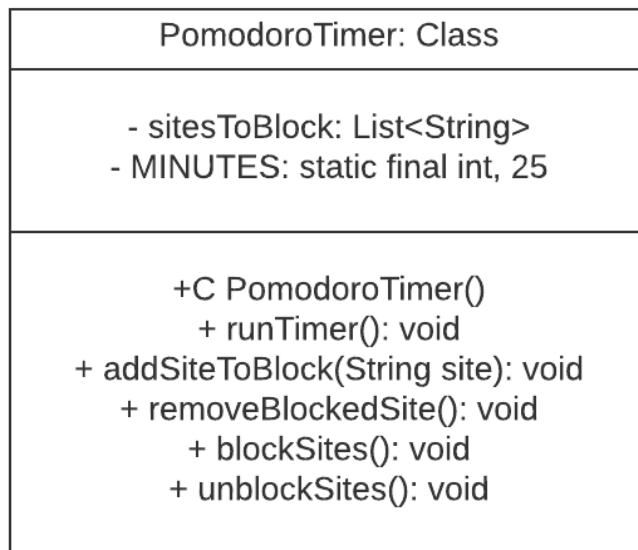 PomodoroTimer: Class
- sitesToBlock: List<String>
- MINUTES: static final int, 25
+C PomodoroTimer()
+ runTimer(): void
+ addSiteToBlock(String site): void
+ removeBlockedSite(): void
+ blockSites(): void
+ unblockSites(): void